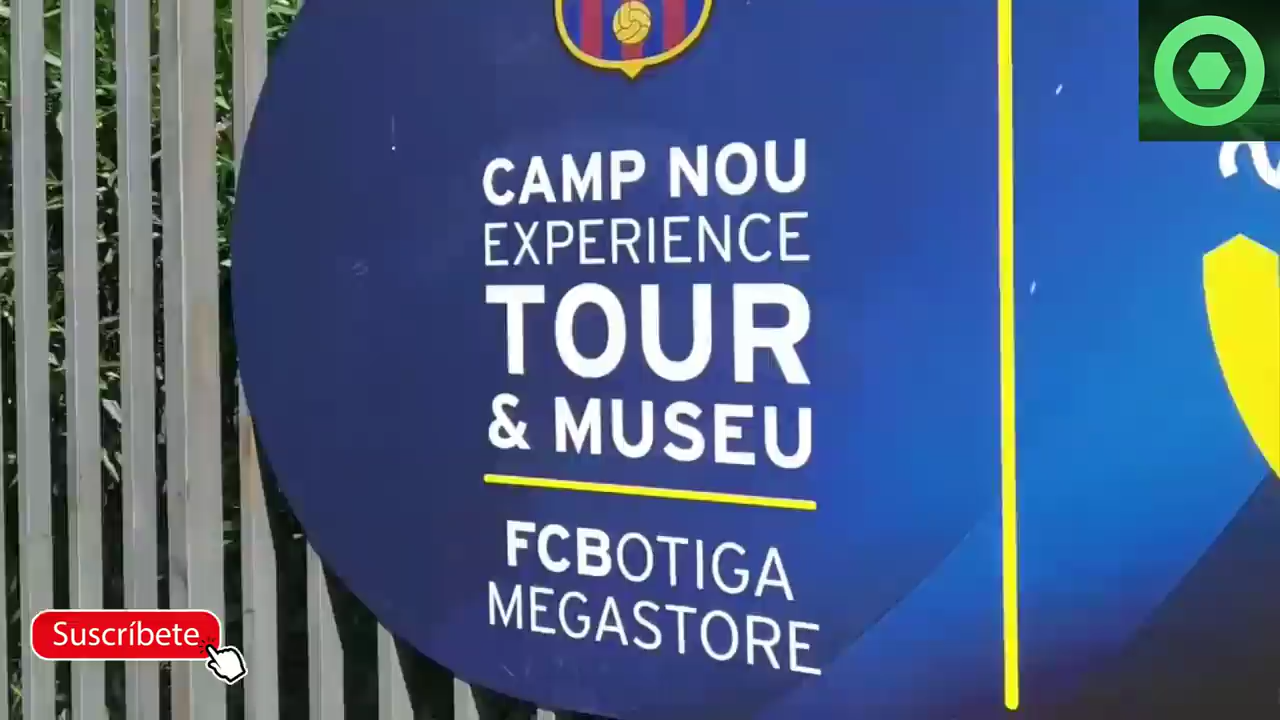 CAMP NOU
EXPERIENCE
TOUR
& MUSEU
FCBOTIGA
MEGASTORE
Suscríbete